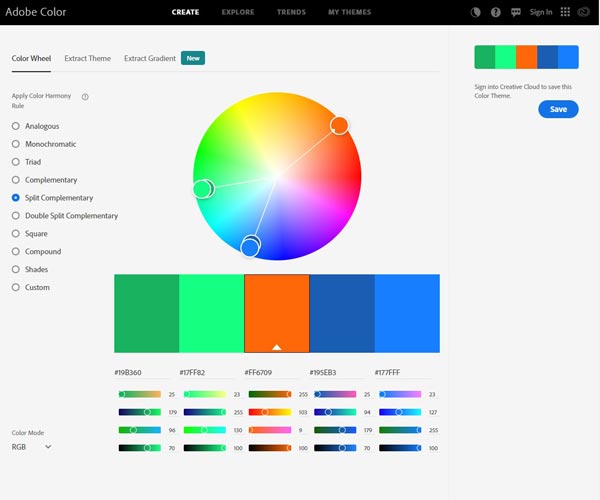 Adobe Color
CREATE EXPLORE TRENDS MY THEMES
Sign In
Color Wheel Extract Theme Extract Gradient New
Apply Color Harmony
Rule
Analogous
Monochromatic
Triad
Complementary
Split Complementary
Double Split Complementary
Square
Compound
Shades
Custom
Sign into Creative Cloud to save this
Color Theme.
Save
#19B360 #17FF82 #FF6709 #195EB3 #177FFF
25 23 255 25 23
179 255 103 94 127
96 130 9 179 255
70 100 100 70 100
Color Mode
RGB